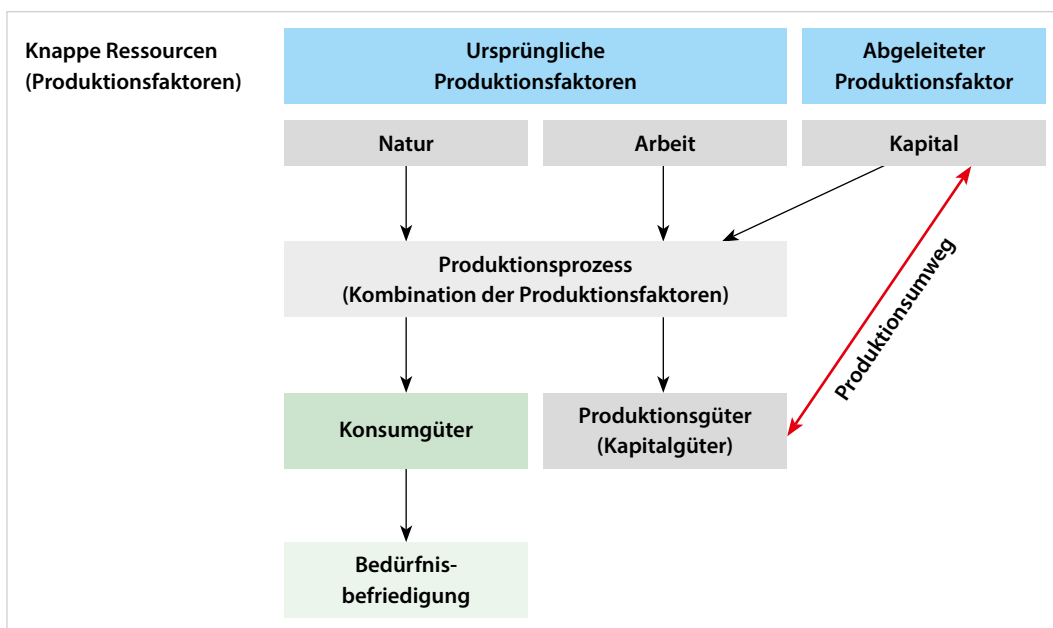 Knappe Ressourcen
(Produktionsfaktoren)
Ursprüngliche
Produktionsfaktoren
Abgeleiteter
Produktionsfaktor
Natur
Arbeit
Kapital
Produktionsprozess
(Kombination der Produktionsfaktoren)
Produktionsumweg
Konsumgüter
Produktionsgüter
(Kapitalgüter)
Bedürfnis-
befriedigung